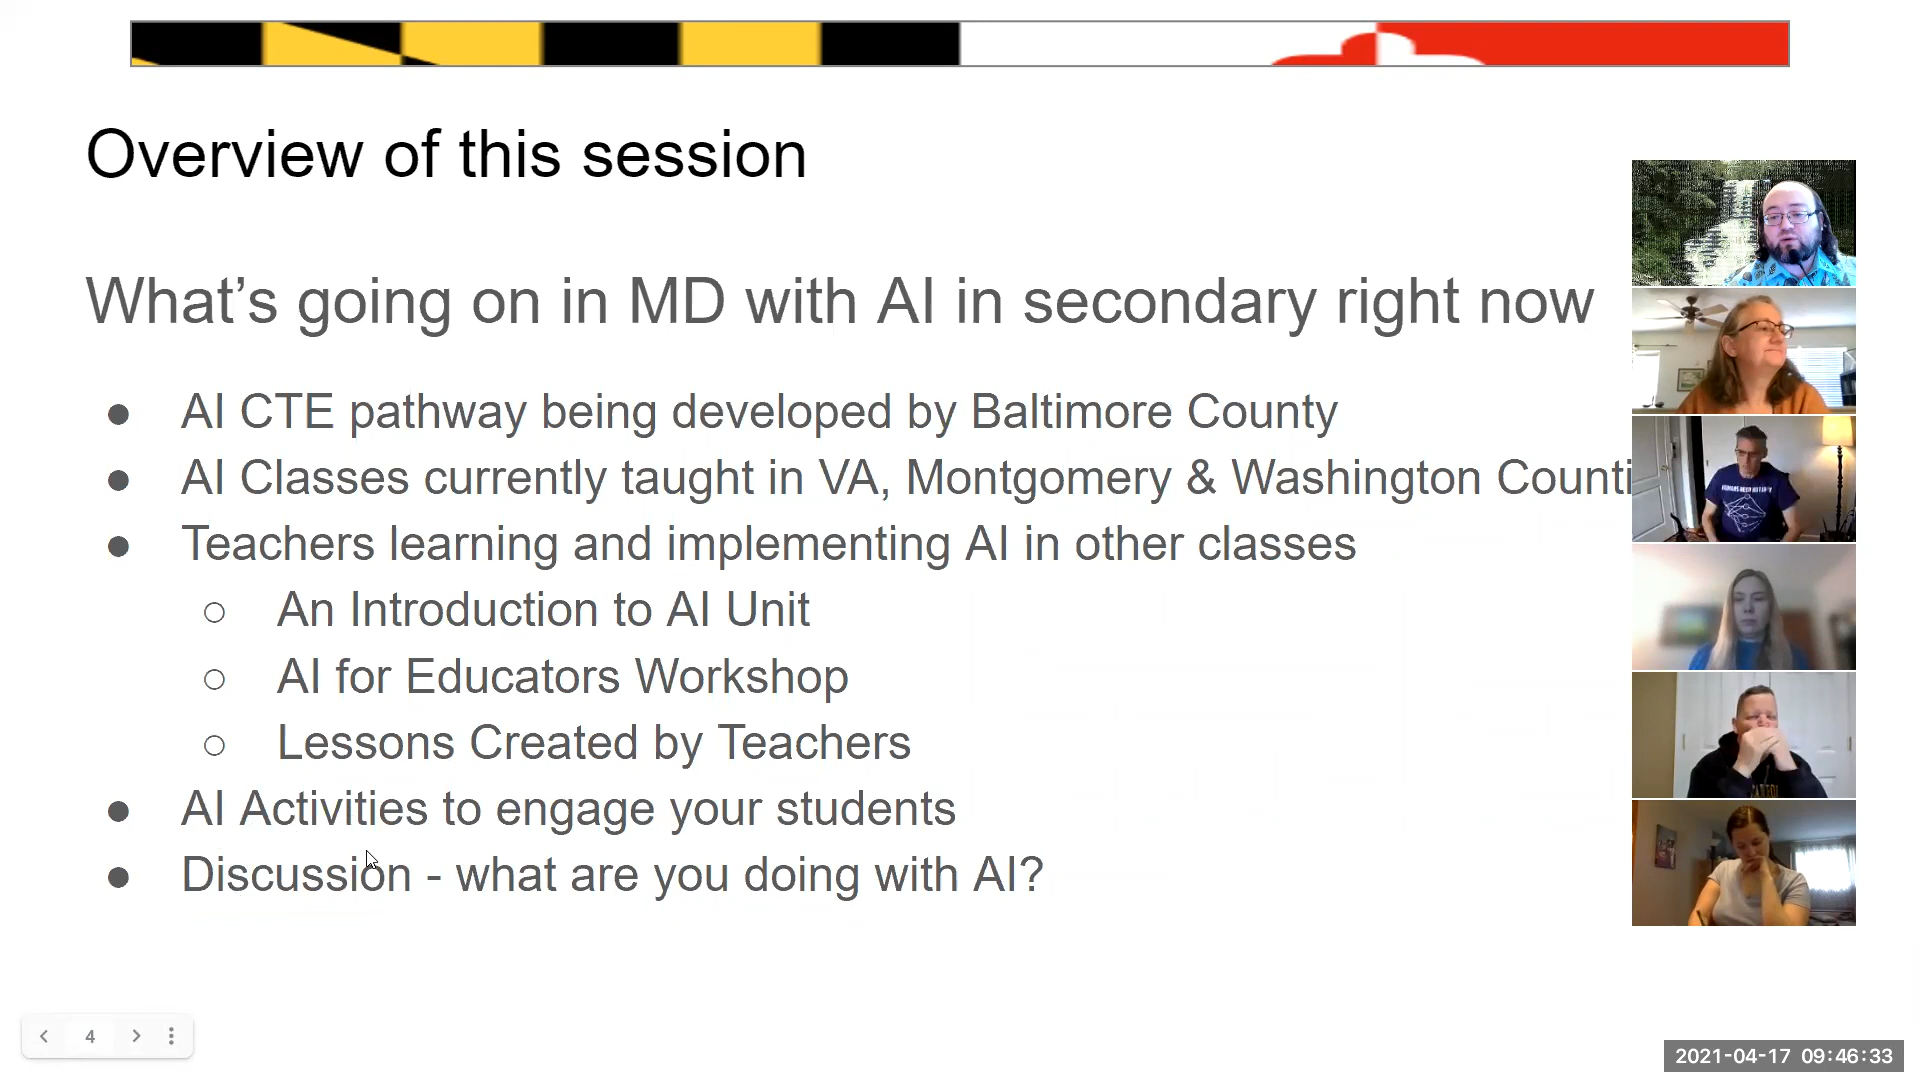 Overview of this session
What's going on in MD with AI in secondary right now
● AI CTE pathway being developed by Baltimore County
● AI Classes currently taught in VA, Montgomery & Washington Counti
● Teachers learning and implementing AI in other classes
○ An Introduction to AI Unit
○ AI for Educators Workshop
○ Lessons Created by Teachers
● AI Activities to engage your students
● Discussion - what are you doing with AI?
4
2021-04-17 09:46:33